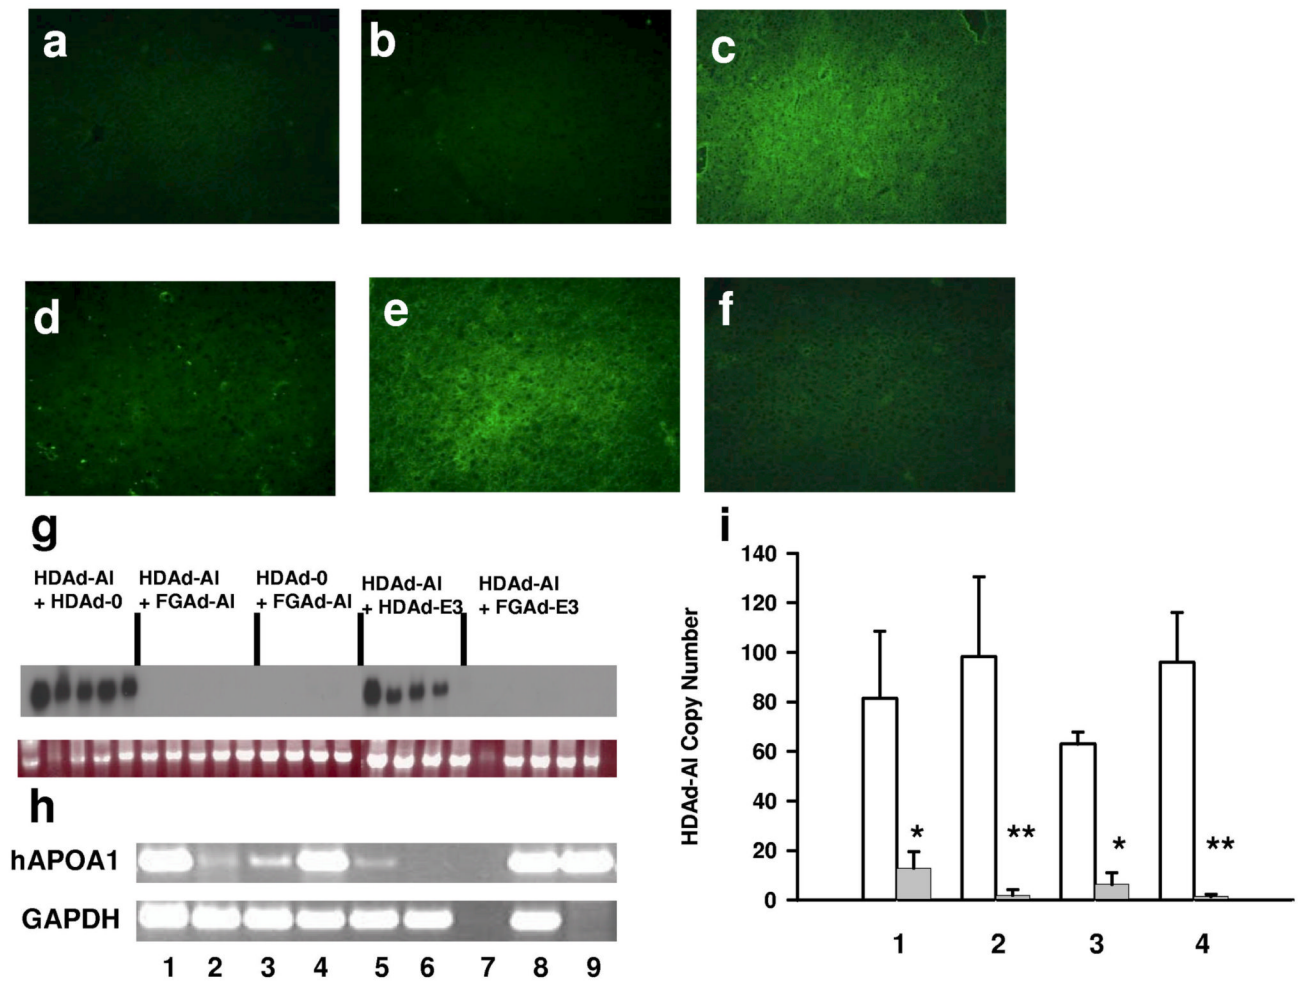 a
b
c
d
e
f
g
HDAd-AI
+ HDAd-0
HDAd-AI
+ FGAd-AI
HDAd-0
+ FGAd-AI
HDAd-AI
+ HDAd-E3
HDAd-AI
+ FGAd-E3
h
hAPOA1
GAPDH
1 2 3 4 5 6 7 8 9
i
HDAd-AI Copy Number
140
120
100
80
60
40
20
0
* ** * **
1 2 3 4